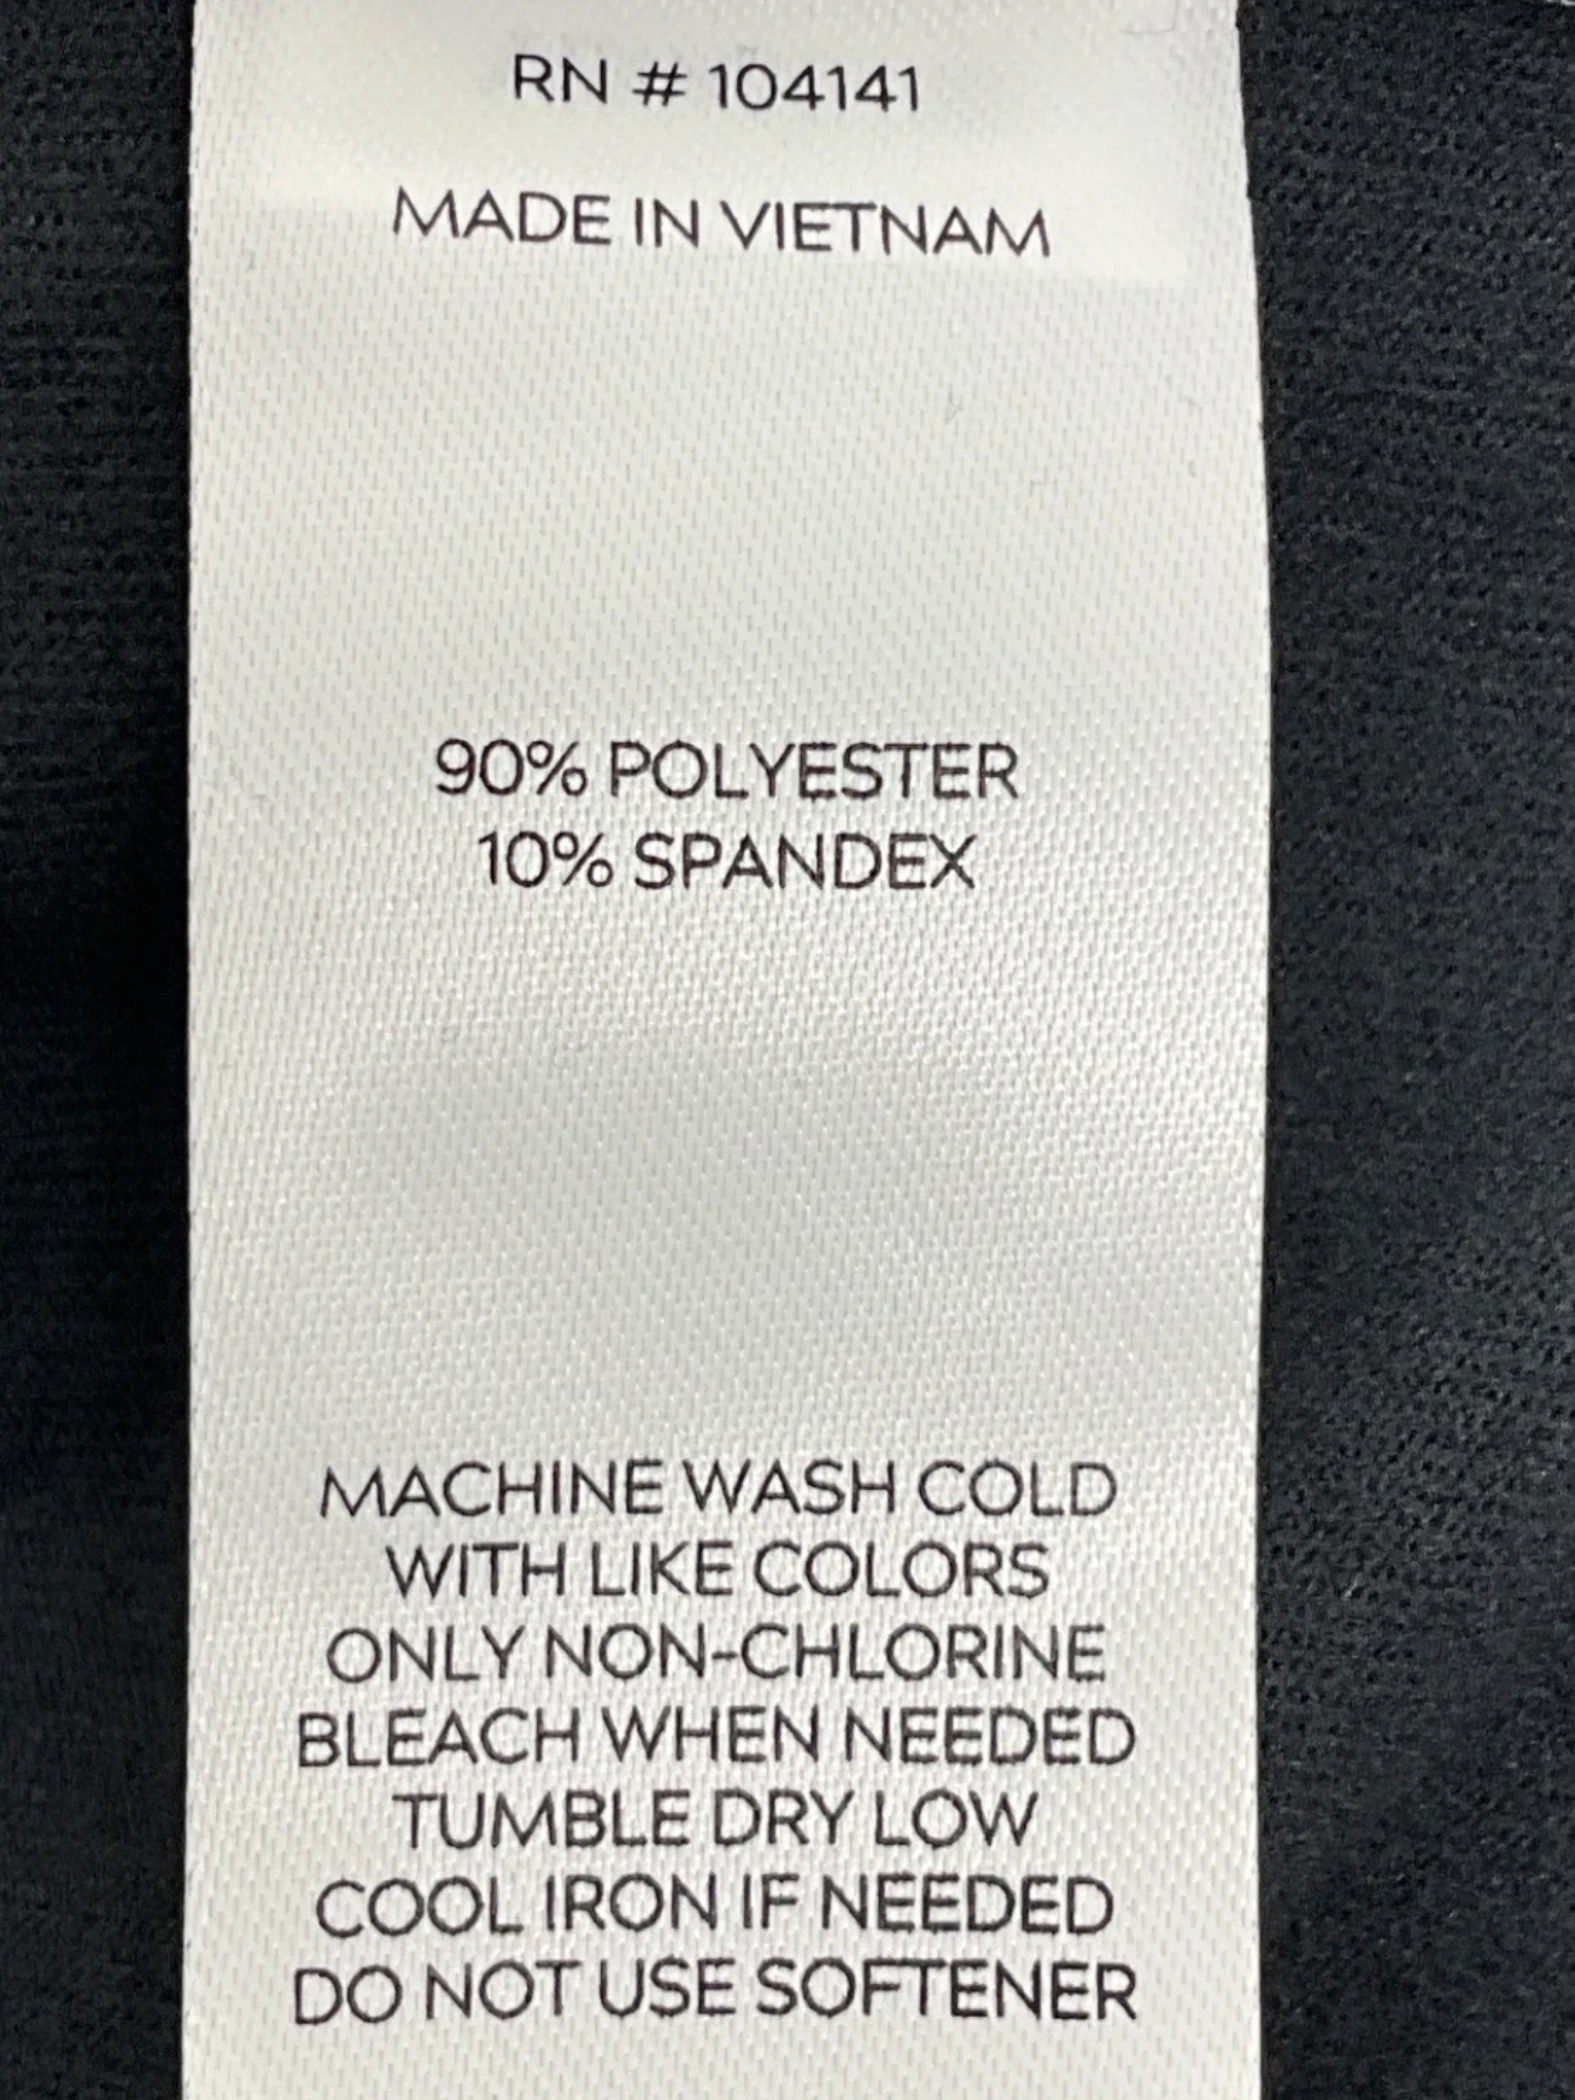 RN # 104141
MADE IN VIETNAM
90% POLYESTER
10% SPANDEX
MACHINE WASH COLD
WITH LIKE COLORS
ONLY NON-CHLORINE
BLEACH WHEN NEEDED
TUMBLE DRY LOW
COOL IRON IF NEEDED
DO NOT USE SOFTENER